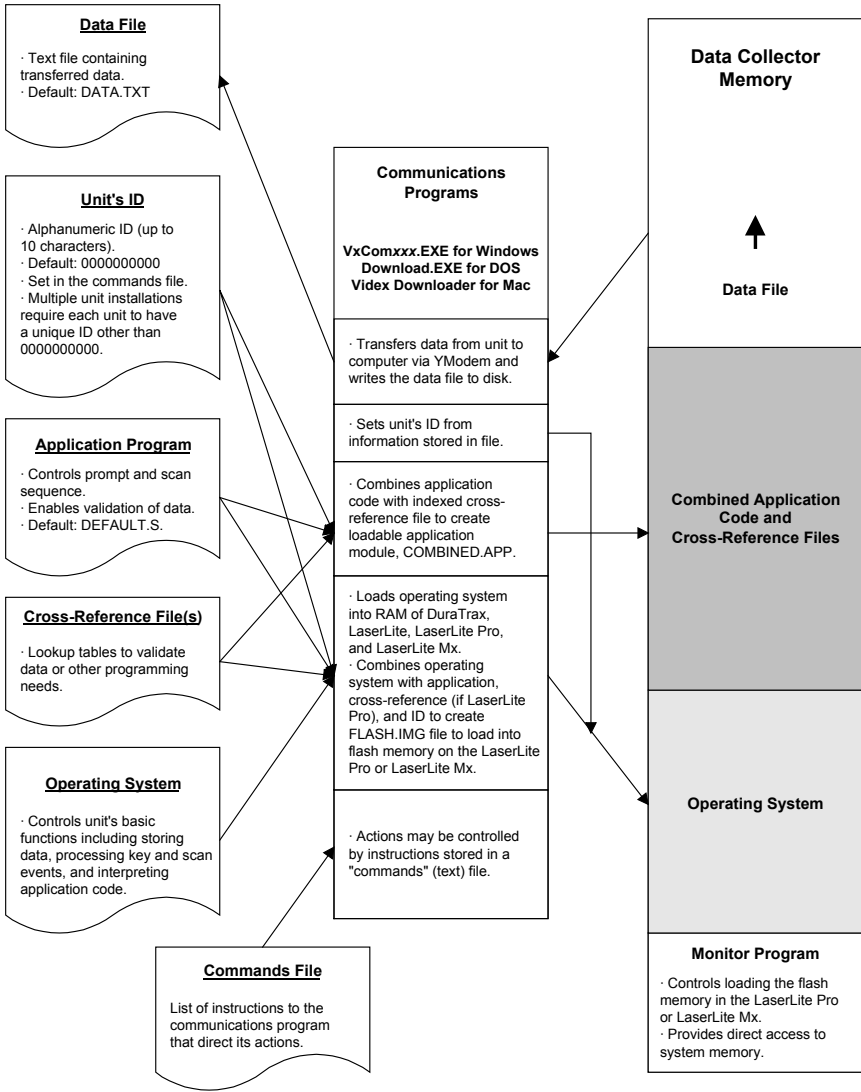 Data File
· Text file containing
transferred data.
· Default: DATA.TXT
Unit's ID
· Alphanumeric ID (up to
10 characters).
· Default: 0000000000
· Set in the commands file.
· Multiple unit installations
require each unit to have
a unique ID other than
0000000000.
Application Program
· Controls prompt and scan
sequence.
· Enables validation of data.
· Default: DEFAULT.S.
Cross-Reference File(s)
· Lookup tables to validate
data or other programming
needs.
Operating System
· Controls unit's basic
functions including storing
data, processing key and scan
events, and interpreting
application code.
Commands File
List of instructions to the
communications program
that direct its actions.
Communications
Programs
VxComxxx.EXE for Windows
Download.EXE for DOS
Videx Downloader for Mac
· Transfers data from unit to
computer via YModem and
writes the data file to disk.
· Sets unit's ID from
information stored in file.
· Combines application
code with indexed cross-
reference file to create
loadable application
module, COMBINED.APP.
· Loads operating system
into RAM of DuraTrax,
LaserLite, LaserLite Pro,
and LaserLite Mx.
· Combines operating
system with application,
cross-reference (if LaserLite
Pro), and ID to create
FLASH.IMG file to load into
flash memory on the LaserLite
Pro or LaserLite Mx.
· Actions may be controlled
by instructions stored in a
"commands" (text) file.
Data Collector
Memory
Data File
Combined Application
Code and
Cross-Reference Files
Operating System
Monitor Program
· Controls loading the flash
memory in the LaserLite Pro
or LaserLite Mx.
· Provides direct access to
system memory.